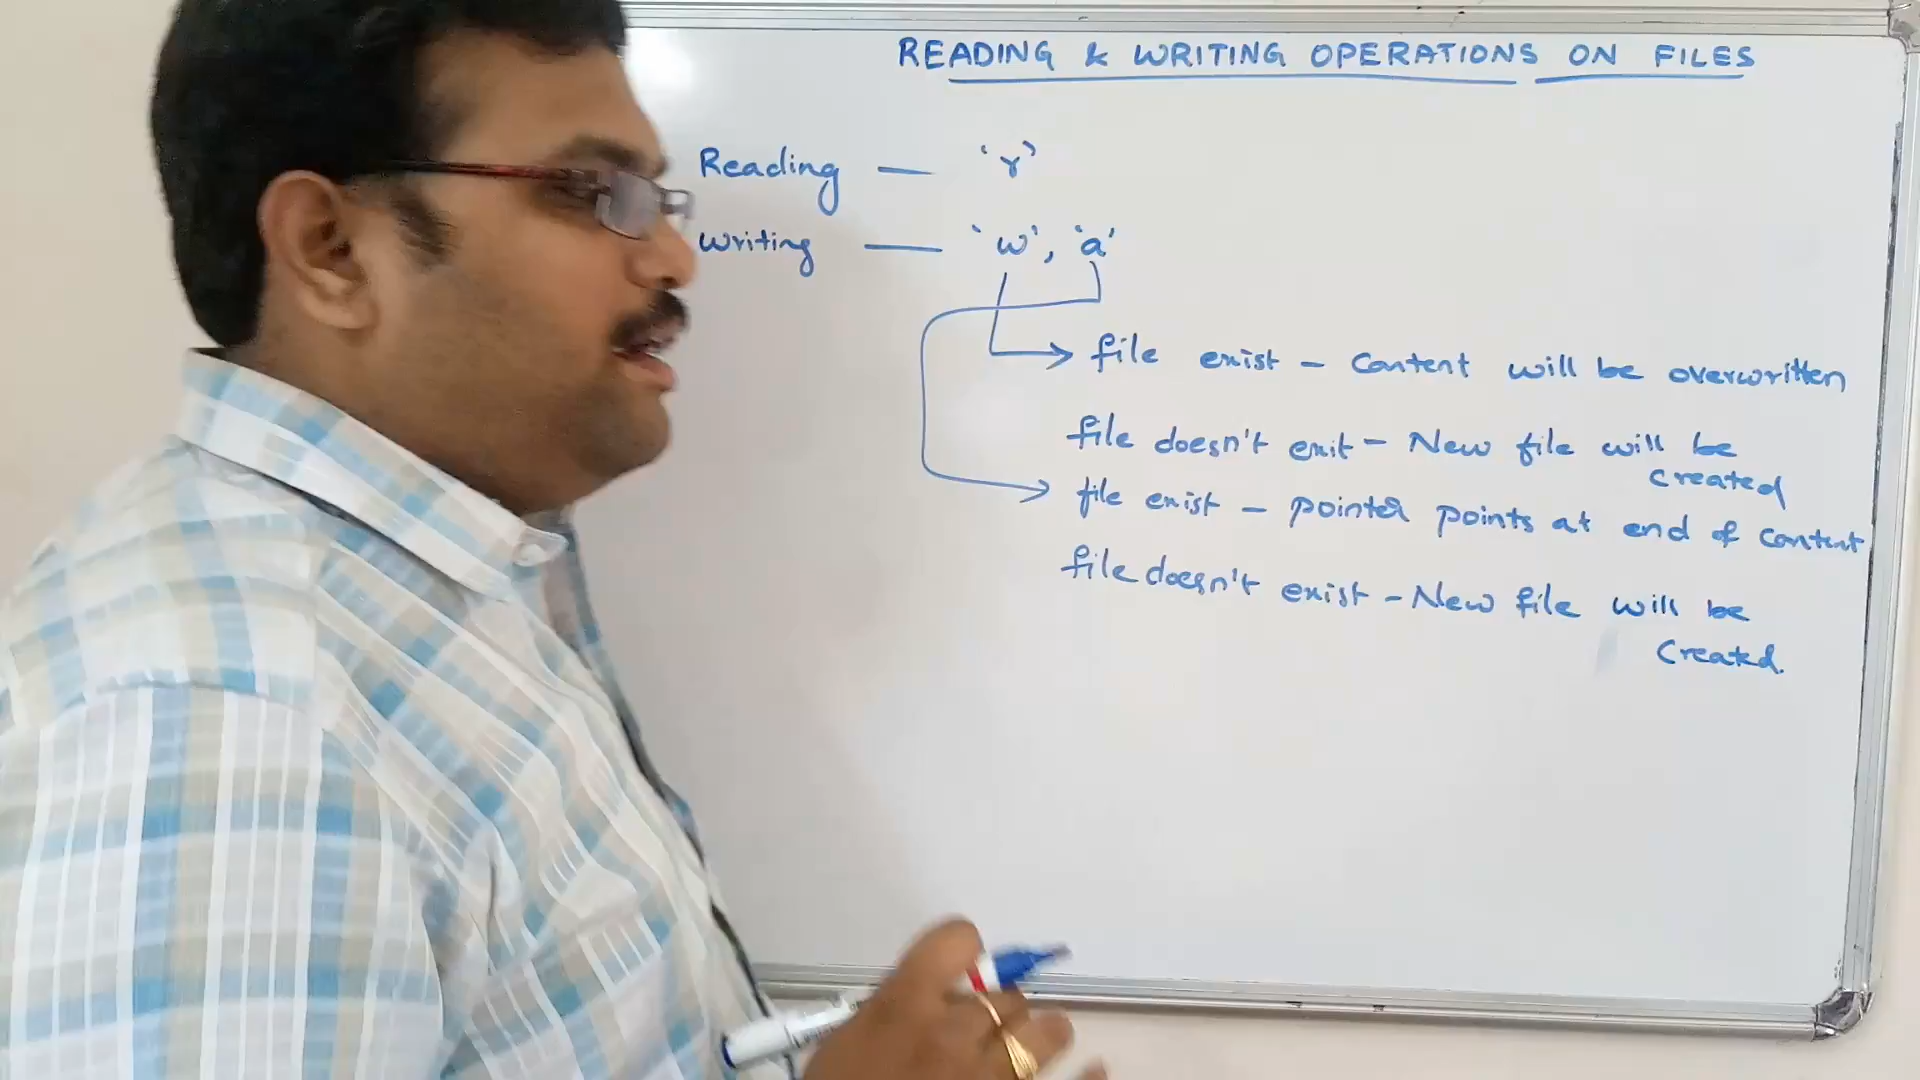 READING & WRITING OPERATIONS ON FILES
Reading — 'r'
Writing — 'w', 'a'
file exist - Content will be overwritten
file doesn't exit - New file will be
Created
file exist - pointer points at end of Content
file doesn't exist - New file will be
Created.